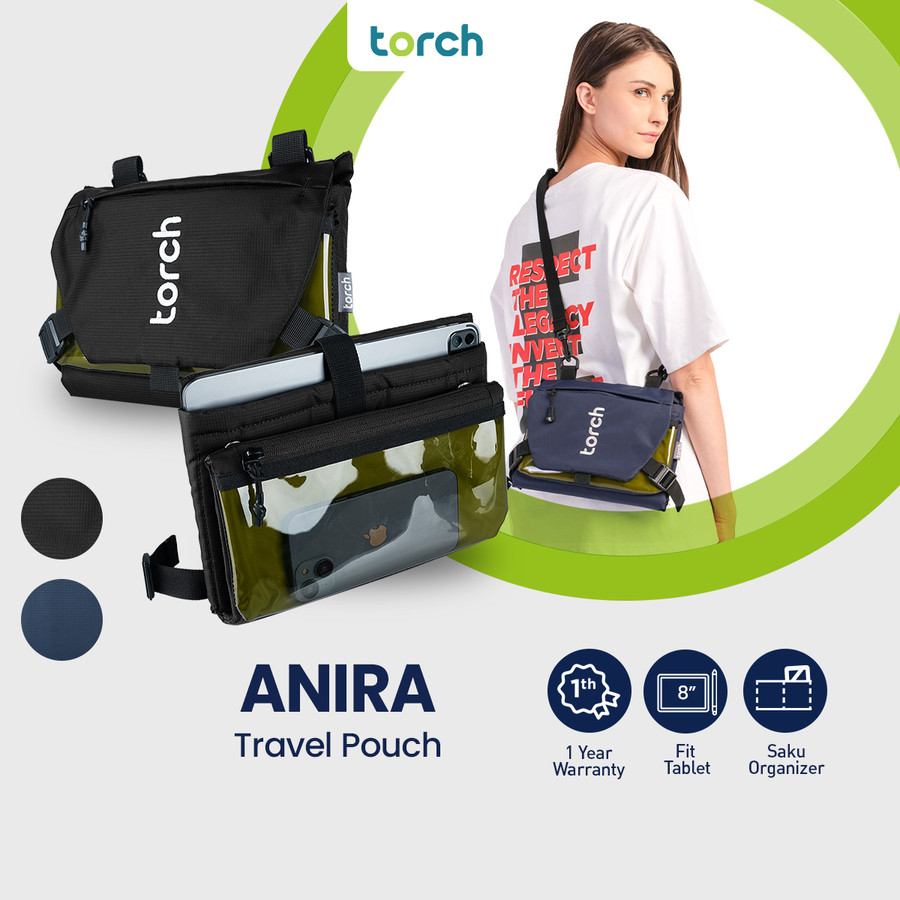 torch
torch
torch
RESPECT
THE
LEGACY
INVEST
THE
torch
ANIRA
Travel Pouch
1th
1 Year
Warranty
8"
Fit
Tablet
Saku
Organizer